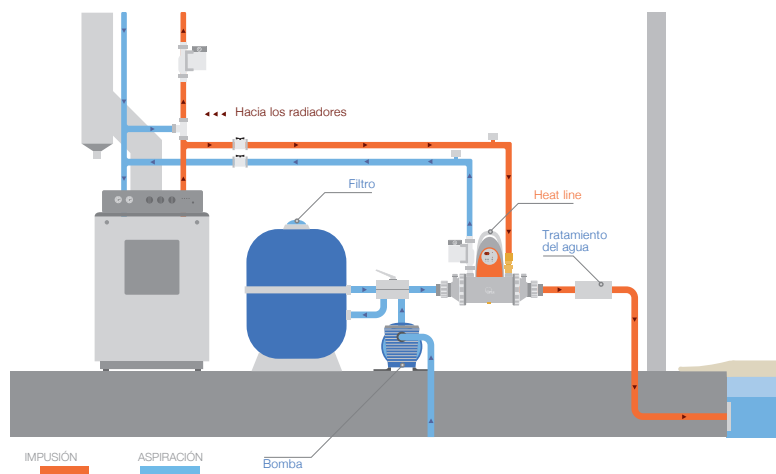 Hacia los radiadores
Filtro
Heat line
Tratamiento
del agua
IMPUSIÓN
ASPIRACIÓN
Bomba